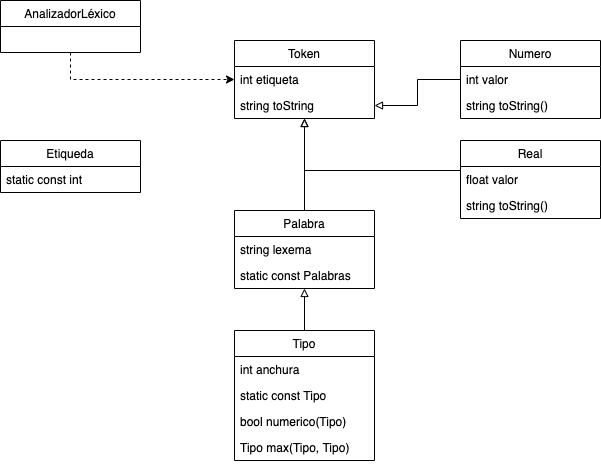 AnalizadorLéxico
Token
int etiqueta
string toString
Numero
int valor
string toString()
Etiqueda
static const int
Real
float valor
string toString()
Palabra
string lexema
static const Palabras
Tipo
int anchura
static const Tipo
bool numerico(Tipo)
Tipo max(Tipo, Tipo)